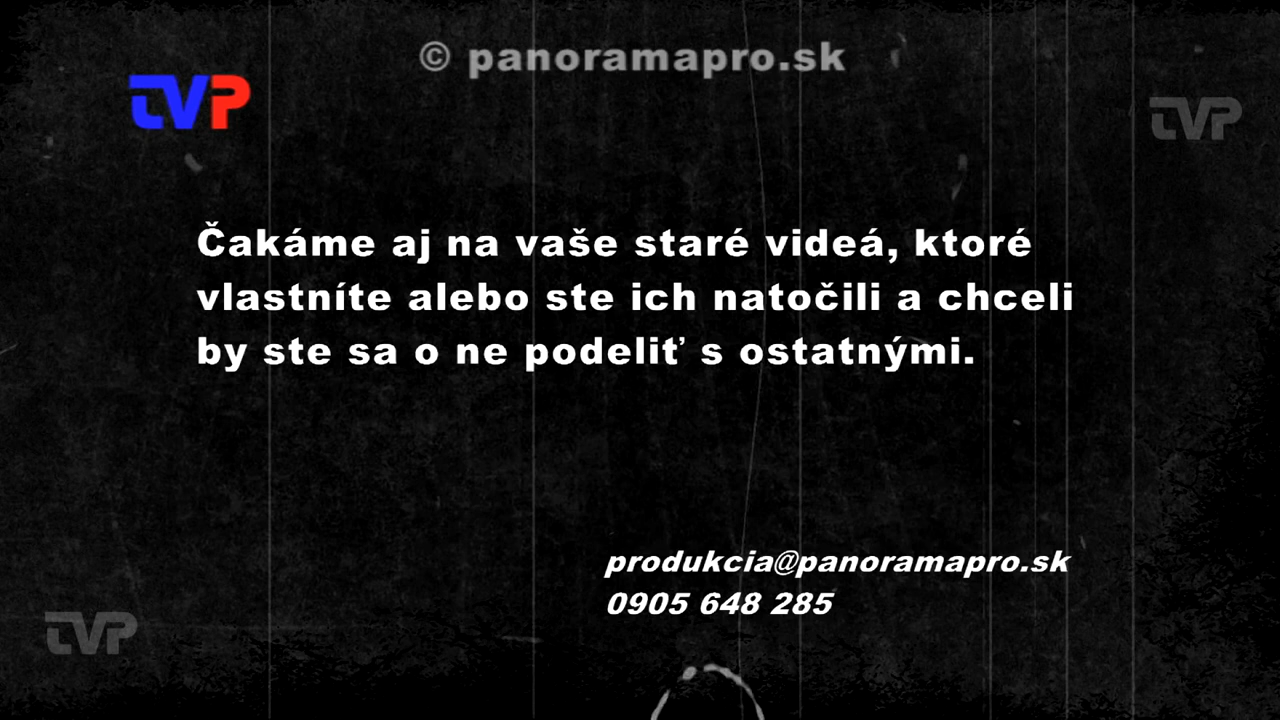 © panoramapro.sk
TVP
TVP
Čakáme aj na vaše staré videá, ktoré
vlastníte alebo ste ich natočili a chceli
by ste sa o ne podeliť s ostatnými.
produkcia@panoramapro.sk
0905 648 285
TVP